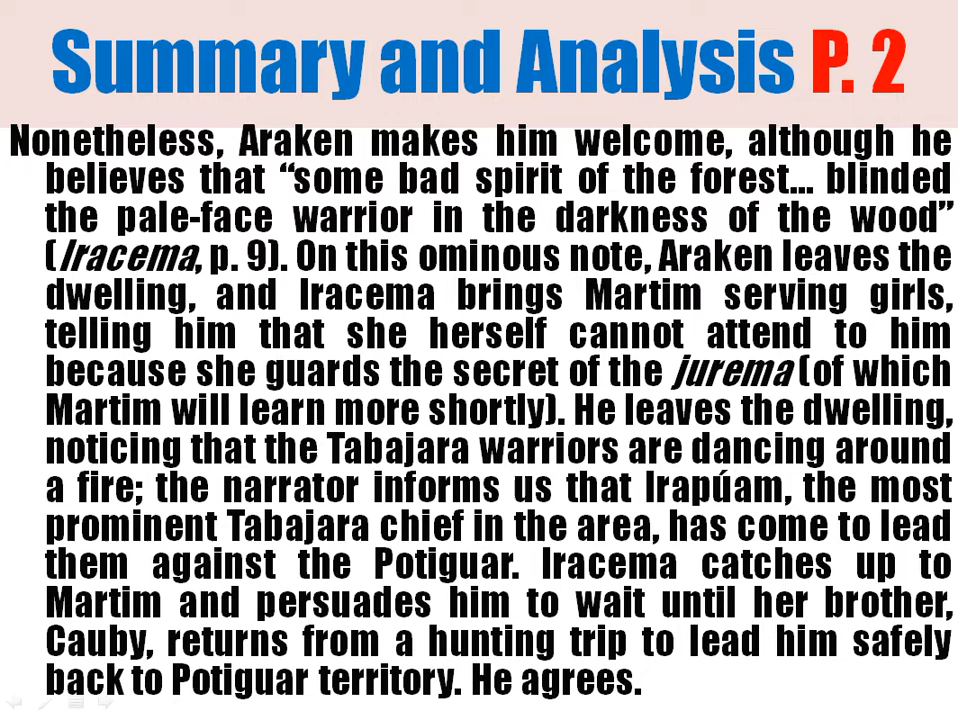 Summary and Analysis P. 2
Nonetheless, Araken makes him welcome, although he
believes that “some bad spirit of the forest... blinded
the pale-face warrior in the darkness of the wood”
(Iracema, p. 9). On this ominous note, Araken leaves the
dwelling, and Iracema brings Martim serving girls,
telling him that she herself cannot attend to him
because she guards the secret of the jurema (of which
Martim will learn more shortly). He leaves the dwelling,
noticing that the Tabajara warriors are dancing around
a fire; the narrator informs us that Irapúam, the most
prominent Tabajara chief in the area, has come to lead
them against the Potiguar. Iracema catches up to
Martim and persuades him to wait until her brother,
Cauby, returns from a hunting trip to lead him safely
back to Potiguar territory. He agrees.